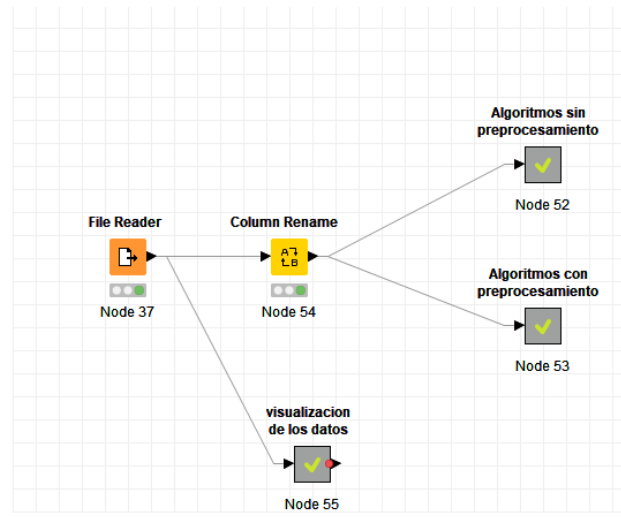 Algoritmos sin
preprocesamiento
Node 52
File Reader
Node 37
Column Rename
A
B
Node 54
Algoritmos con
preprocesamiento
Node 53
visualizacion
de los datos
Node 55